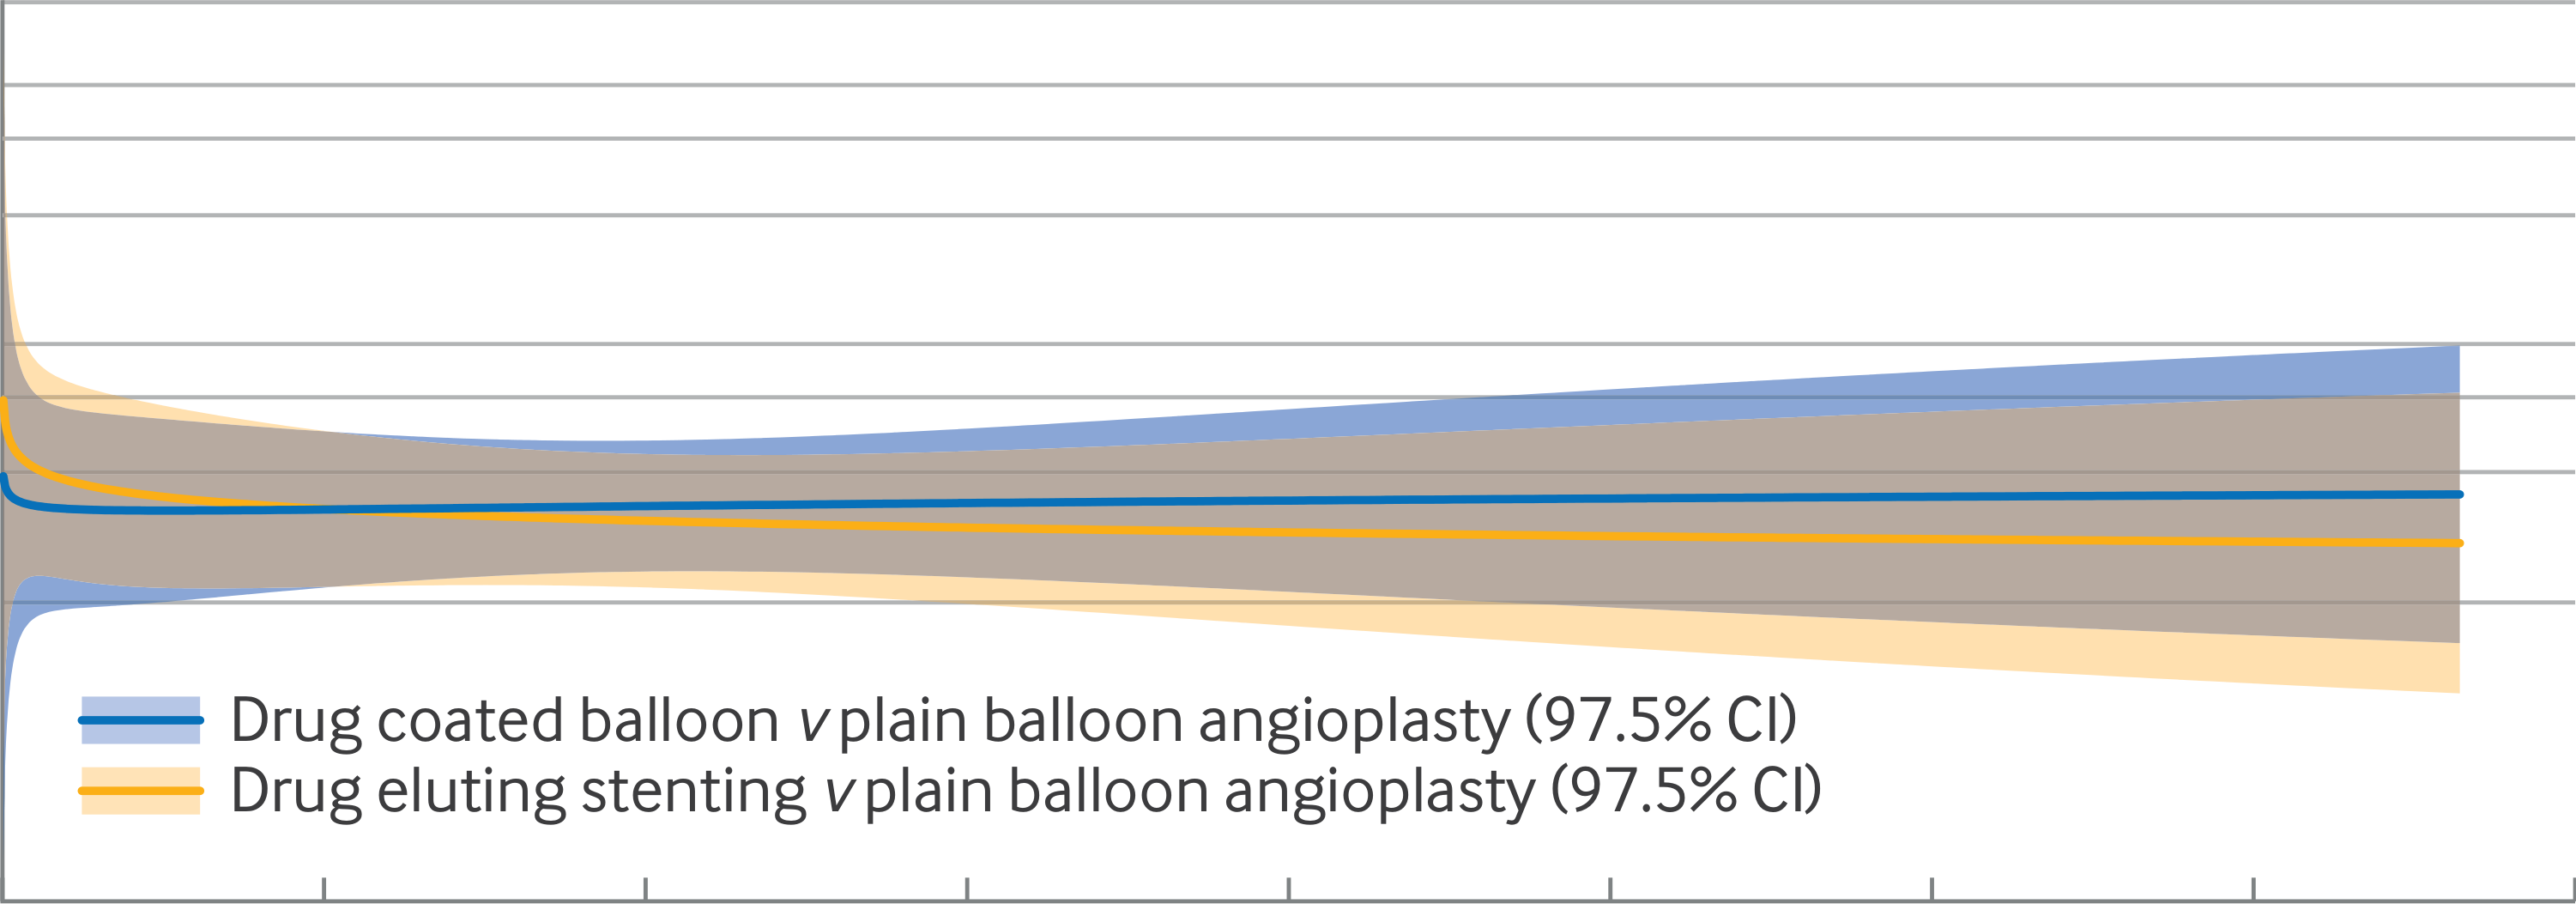 Drug coated balloon v plain balloon angioplasty (97.5% CI)
Drug eluting stenting v plain balloon angioplasty (97.5% CI)